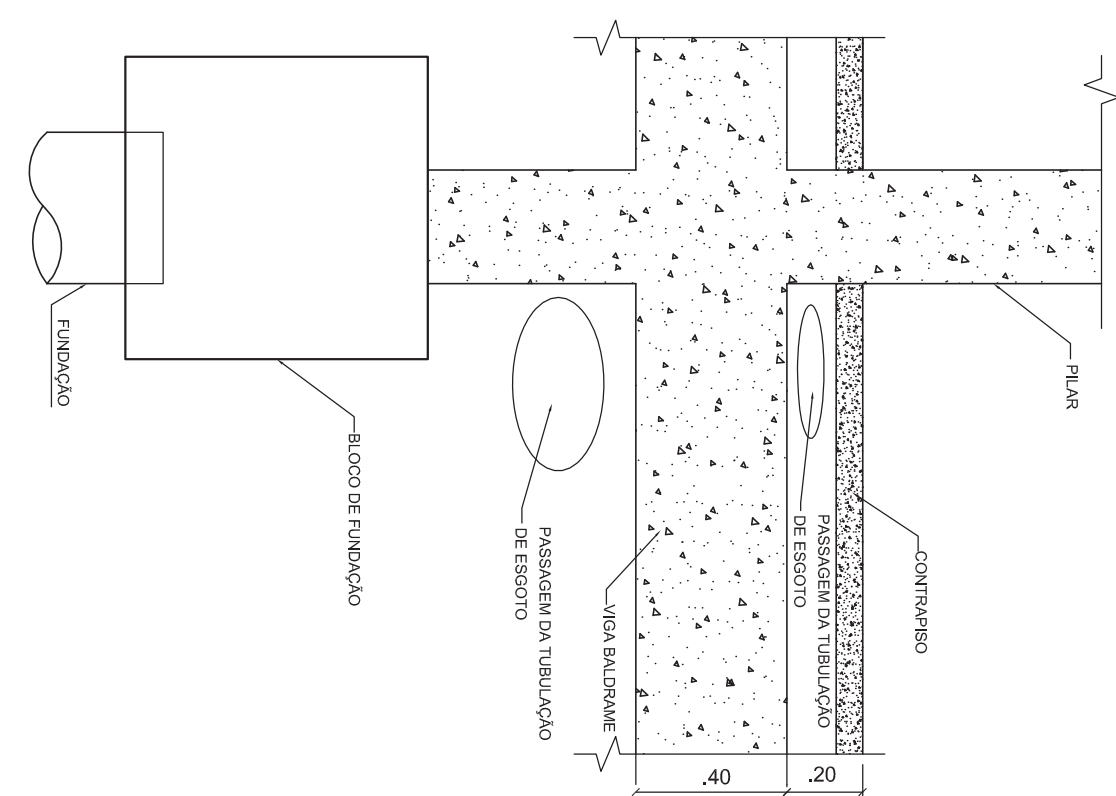 PILAR
CONTRAPISO
PASSAGEM DA TUBULAÇÃO
DE ESGOTO
VIGA BALDRAME
PASSAGEM DA TUBULAÇÃO
DE ESGOTO
BLOCO DE FUNDAÇÃO
FUNDAÇÃO
.40
.20